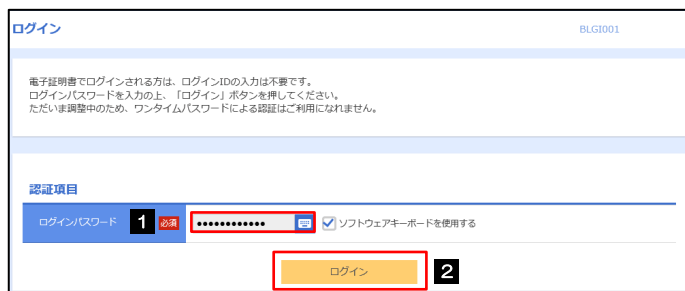 ログイン
BLGI001
電子証明書でログインされる方は、ログインIDの入力は不要です。
ログインパスワードを入力の上、「ログイン」ボタンを押してください。
ただいま調整中のため、ワンタイムパスワードによる認証はご利用になれません。
認証項目
ログインパスワード 1 必須 •••••••••••• ソフトウェアキーボードを使用する
ログイン 2